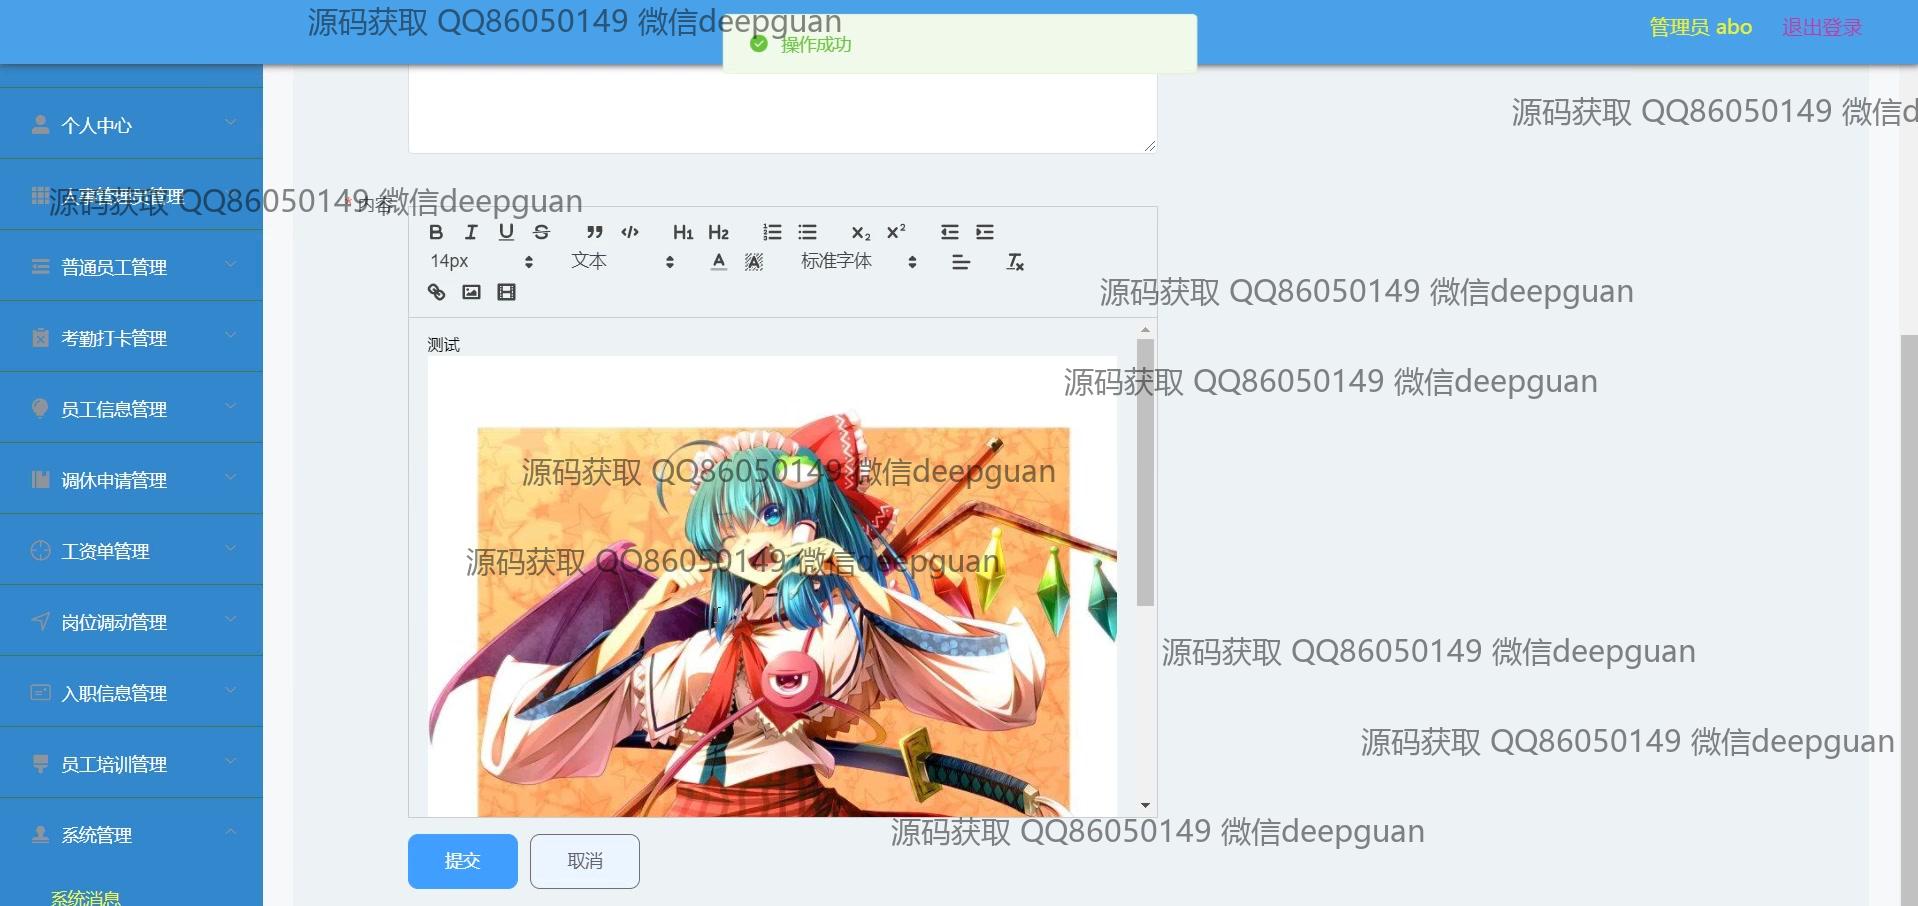 源码获取 QQ86050149 微信deepguan
操作成功
管理员 abo
退出登录
源码获取 QQ86050149 微信d
个人中心
人事管理员管理
源码获取 QQ86050149 微信deepguan
* 内容
普通员工管理
B I U S H1 H2 X2 X2
14px 文本 A A 标准字体 Tx
源码获取 QQ86050149 微信deepguan
考勤打卡管理
测试
源码获取 QQ86050149 微信deepguan
员工信息管理
源码获取 QQ86050149 微信deepguan
调休申请管理
源码获取 QQ86050149 微信deepguan
工资单管理
岗位调动管理
源码获取 QQ86050149 微信deepguan
入职信息管理
源码获取 QQ86050149 微信deepguan
员工培训管理
源码获取 QQ86050149 微信deepguan
系统管理
提交
取消
系统消息